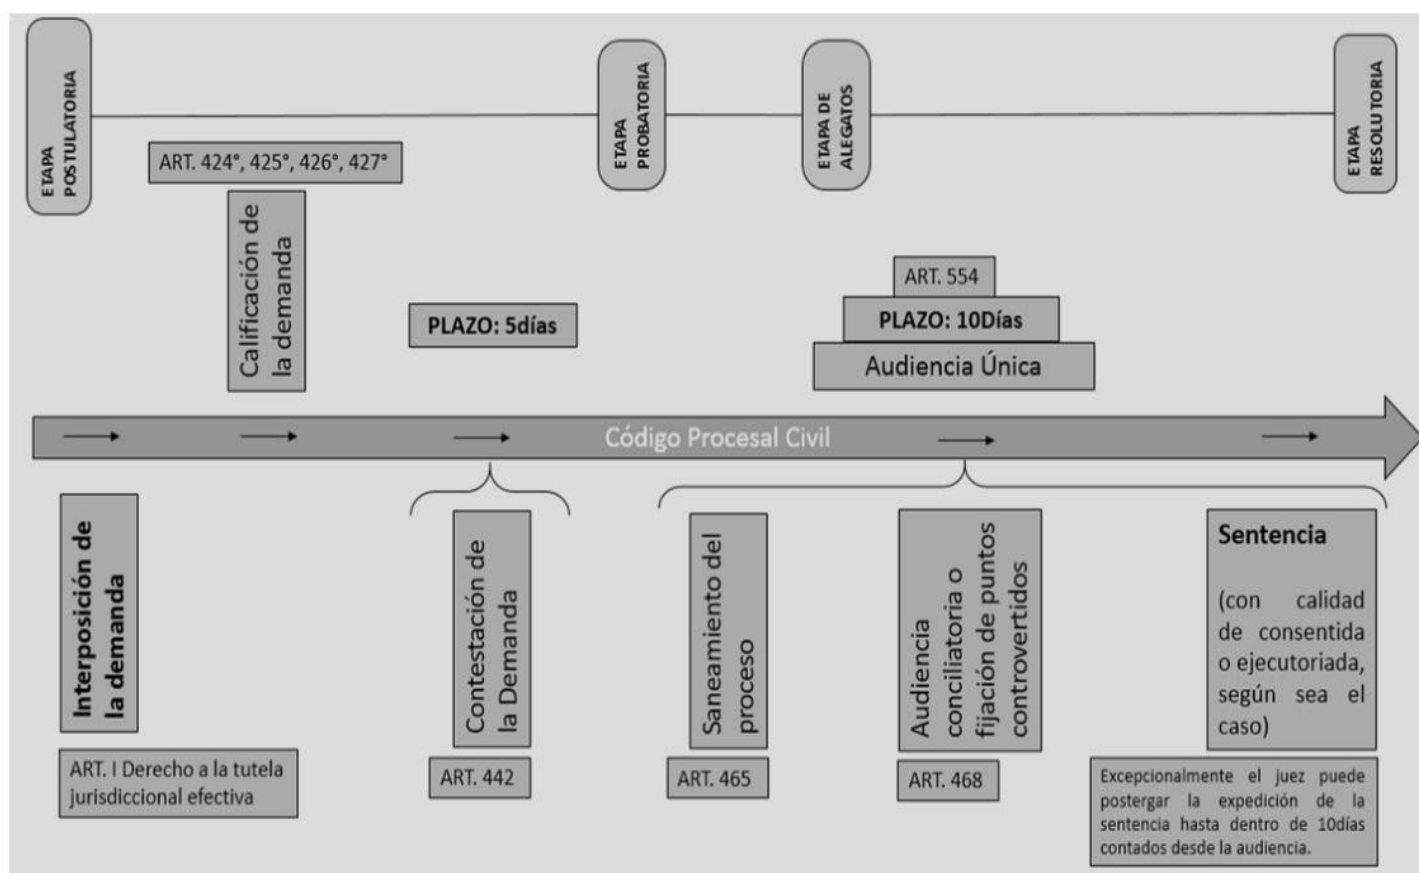 ETAPA
POSTULATORIA
ETAPA
PROBATORIA
ETAPA DE
ALEGATOS
ETAPA
RESOLUTORIA
ART. 424°, 425°, 426°, 427°
Calificación de
la demanda
PLAZO: 5días
ART. 554
PLAZO: 10Días
Audiencia Única
Código Procesal Civil
Interposición de
la demanda
ART. I Derecho a la tutela
jurisdiccional efectiva
Contestación de
la Demanda
ART. 442
Saneamiento del
proceso
ART. 465
Audiencia
conciliatoria o
fijación de puntos
controvertidos
ART. 468
Sentencia
(con calidad
de consentida
o ejecutoriada,
según sea el
caso)
Excepcionalmente el juez puede
postergar la expedición de la
sentencia hasta dentro de 10días
contados desde la audiencia.